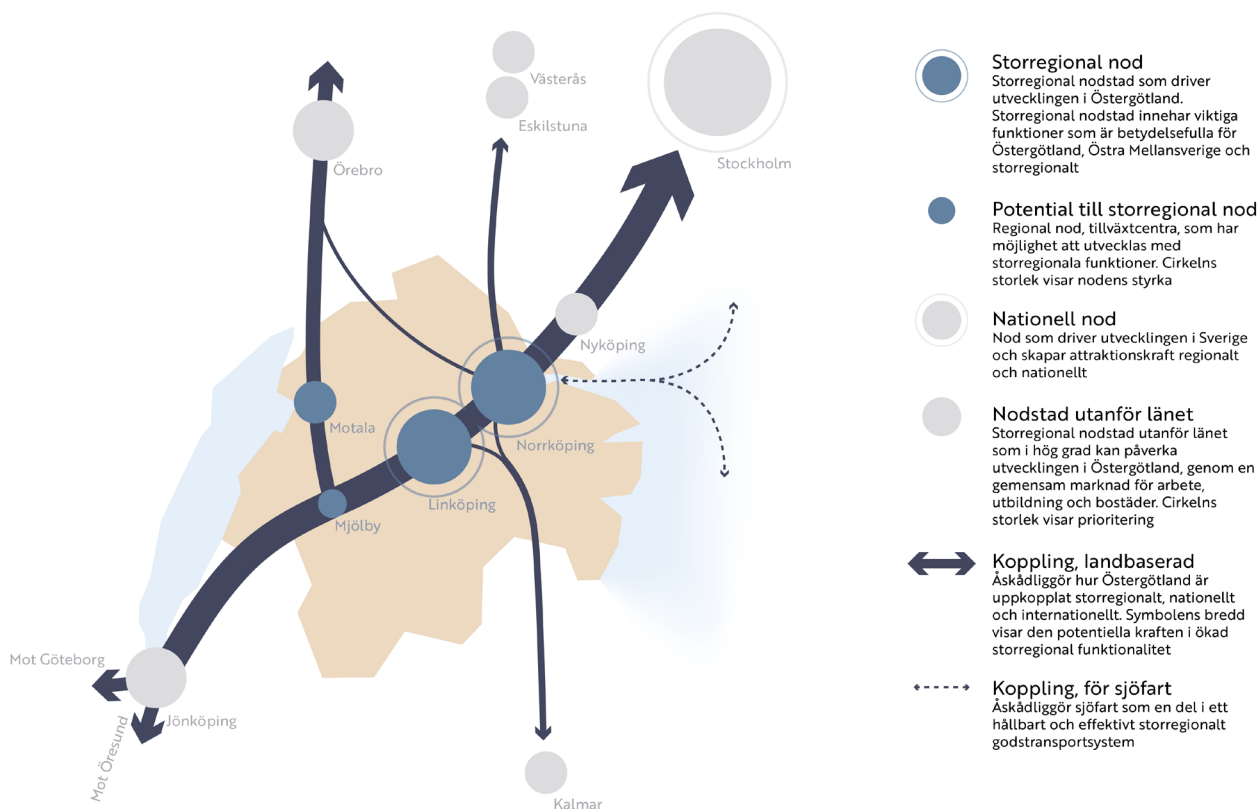 Västerås
Eskilstuna
Stockholm
Örebro
Nyköping
Motala
Norrköping
Linköping
Mjölby
Mot Göteborg
Jönköping
Mot Öresund
Kalmar
Storregional nod
Storregional nodstad som driver
utvecklingen i Östergötland.
Storregional nodstad innehar viktiga
funktioner som är betydelsefulla för
Östergötland, Östra Mellansverige och
storregionalt
Potential till storregional nod
Regional nod, tillväxtcentra, som har
möjlighet att utvecklas med
storregionala funktioner. Cirkelns
storlek visar nodens styrka
Nationell nod
Nod som driver utvecklingen i Sverige
och skapar attraktionskraft regionalt
och nationellt
Nodstad utanför länet
Storregional nodstad utanför länet
som i hög grad kan påverka
utvecklingen i Östergötland, genom en
gemensam marknad för arbete,
utbildning och bostäder. Cirkelns
storlek visar prioritering
Koppling, landbaserad
Åskådliggör hur Östergötland är
uppkopplat storregionalt, nationellt
och internationellt. Symbolens bredd
visar den potentiella kraften i ökad
storregional funktionalitet
Koppling, för sjöfart
Åskådliggör sjöfart som en del i ett
hållbart och effektivt storregionalt
godstransportsystem